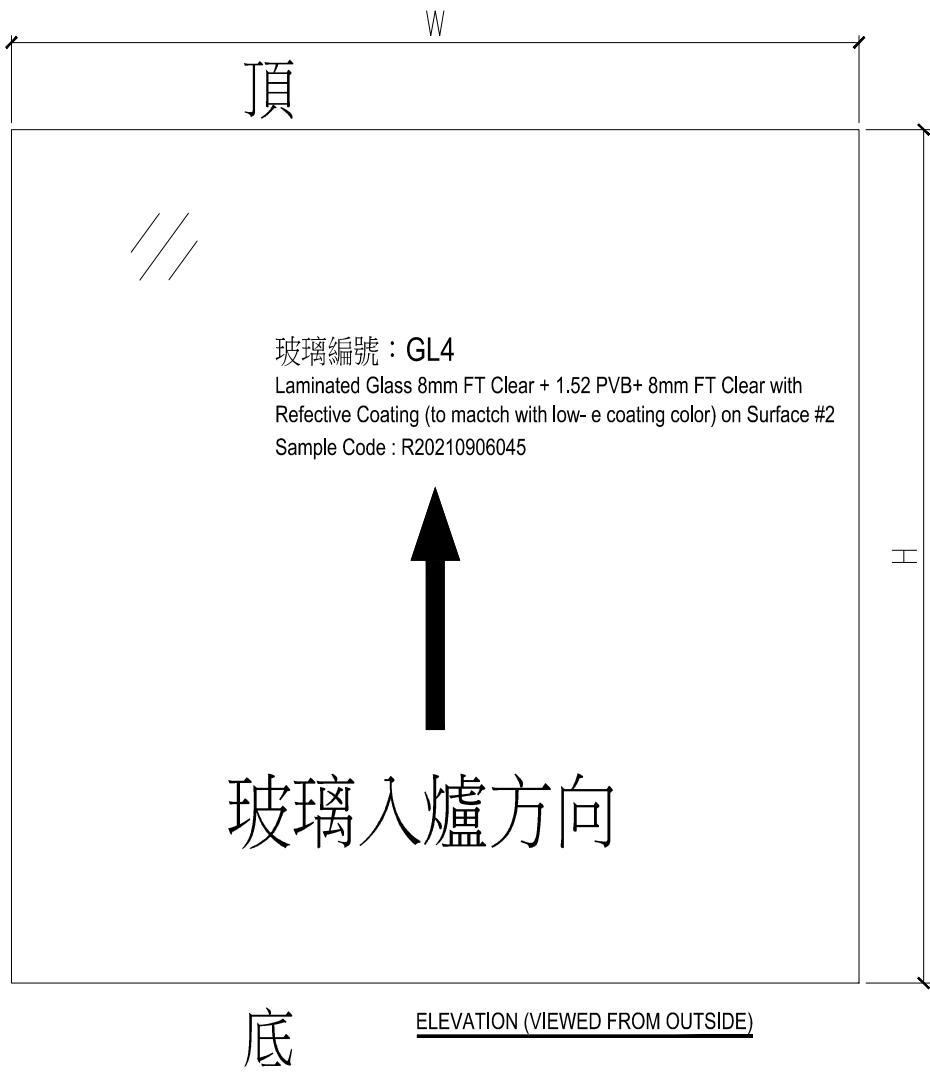 W
頂
玻璃編號：GL4
Laminated Glass 8mm FT Clear + 1.52 PVB+ 8mm FT Clear with
Refective Coating (to mactch with low- e coating color) on Surface #2
Sample Code : R20210906045
H
玻璃入爐方向
底
ELEVATION (VIEWED FROM OUTSIDE)